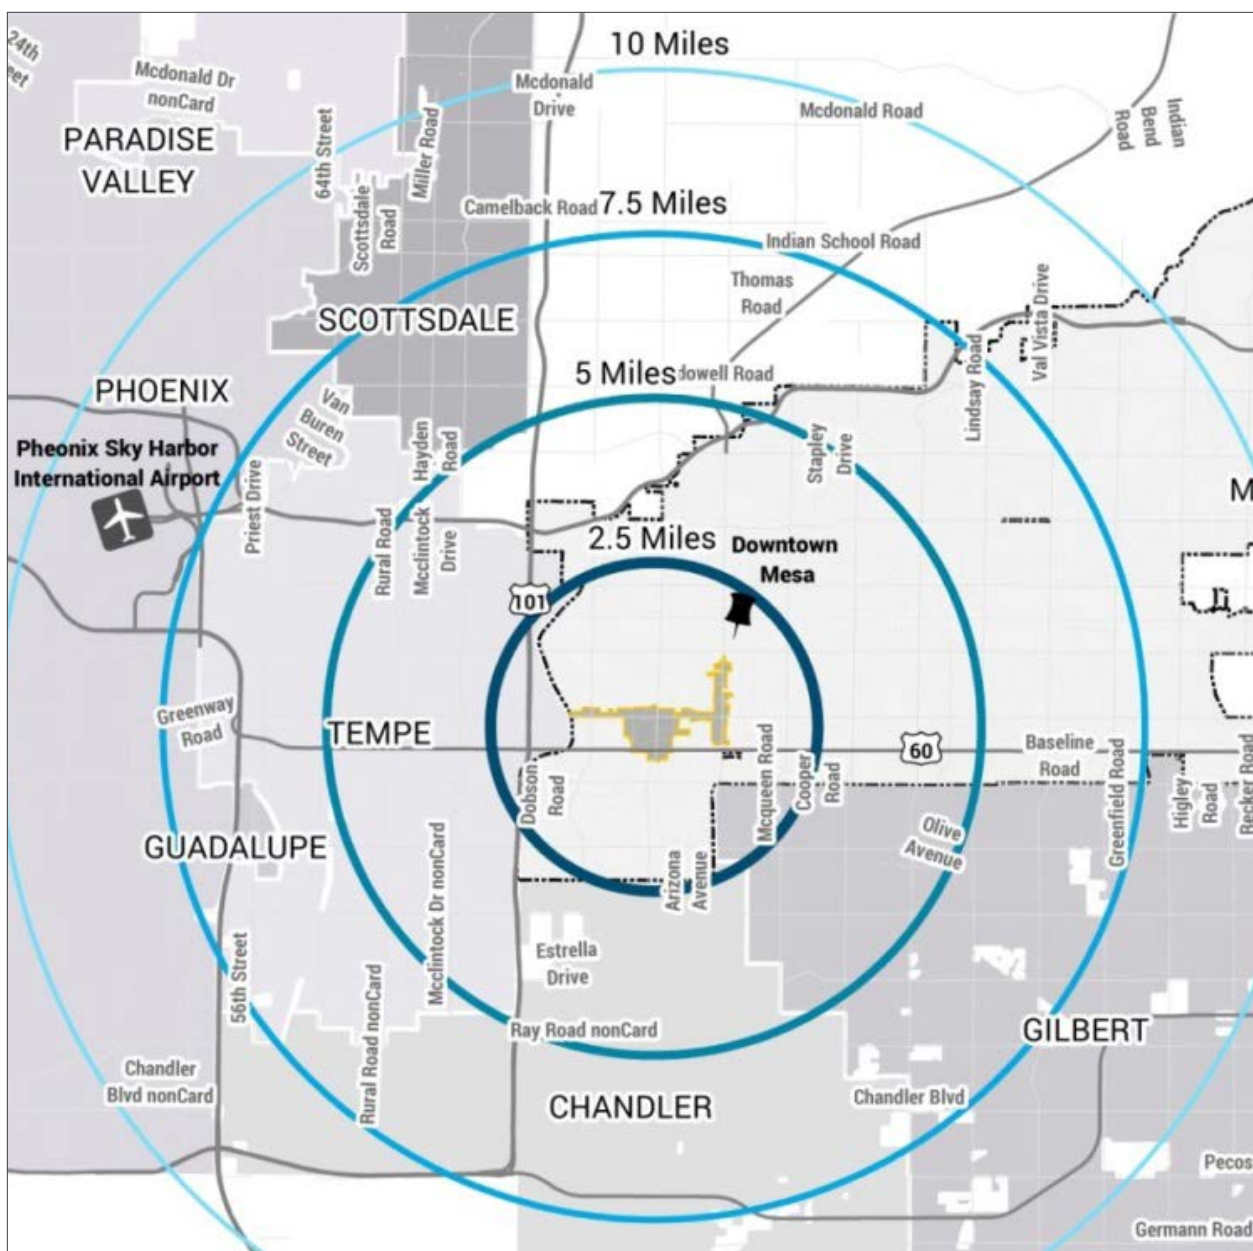 10 Miles
24th
eet
Mcdonald Dr
nonCard
Mcdonald
Drive
Mcdonald Road
Indian
Bend
Road
PARADISE
VALLEY
64th Street
Miller Road
Scottsdale
Road
Camelback Road
7.5 Miles
Indian School Road
Thomas
Road
Val Vista Drive
SCOTTSDALE
Lindsay Road
5 Miles
dowell Road
PHOENIX
Van
Buren
Street
Hayden
Road
Stapley
Drive
Pheonix Sky Harbor
International Airport
Priest Drive
M
Rural Road
Mcclintock
Drive
2.5 Miles
Downtown
Mesa
101
Greenway
Road
TEMPE
60
Baseline
Road
Dobson
Road
Mcqueen Road
Cooper
Road
Greenfield Road
Higley
Road
Recker Road
GUADALUPE
Olive
Avenue
Arizona
Avenue
Mcclintock Dr nonCard
56th Street
Estrella
Drive
Rural Road nonCard
Ray Road nonCard
GILBERT
Chandler
Blvd nonCard
CHANDLER
Chandler Blvd
Pecos
Germann Road